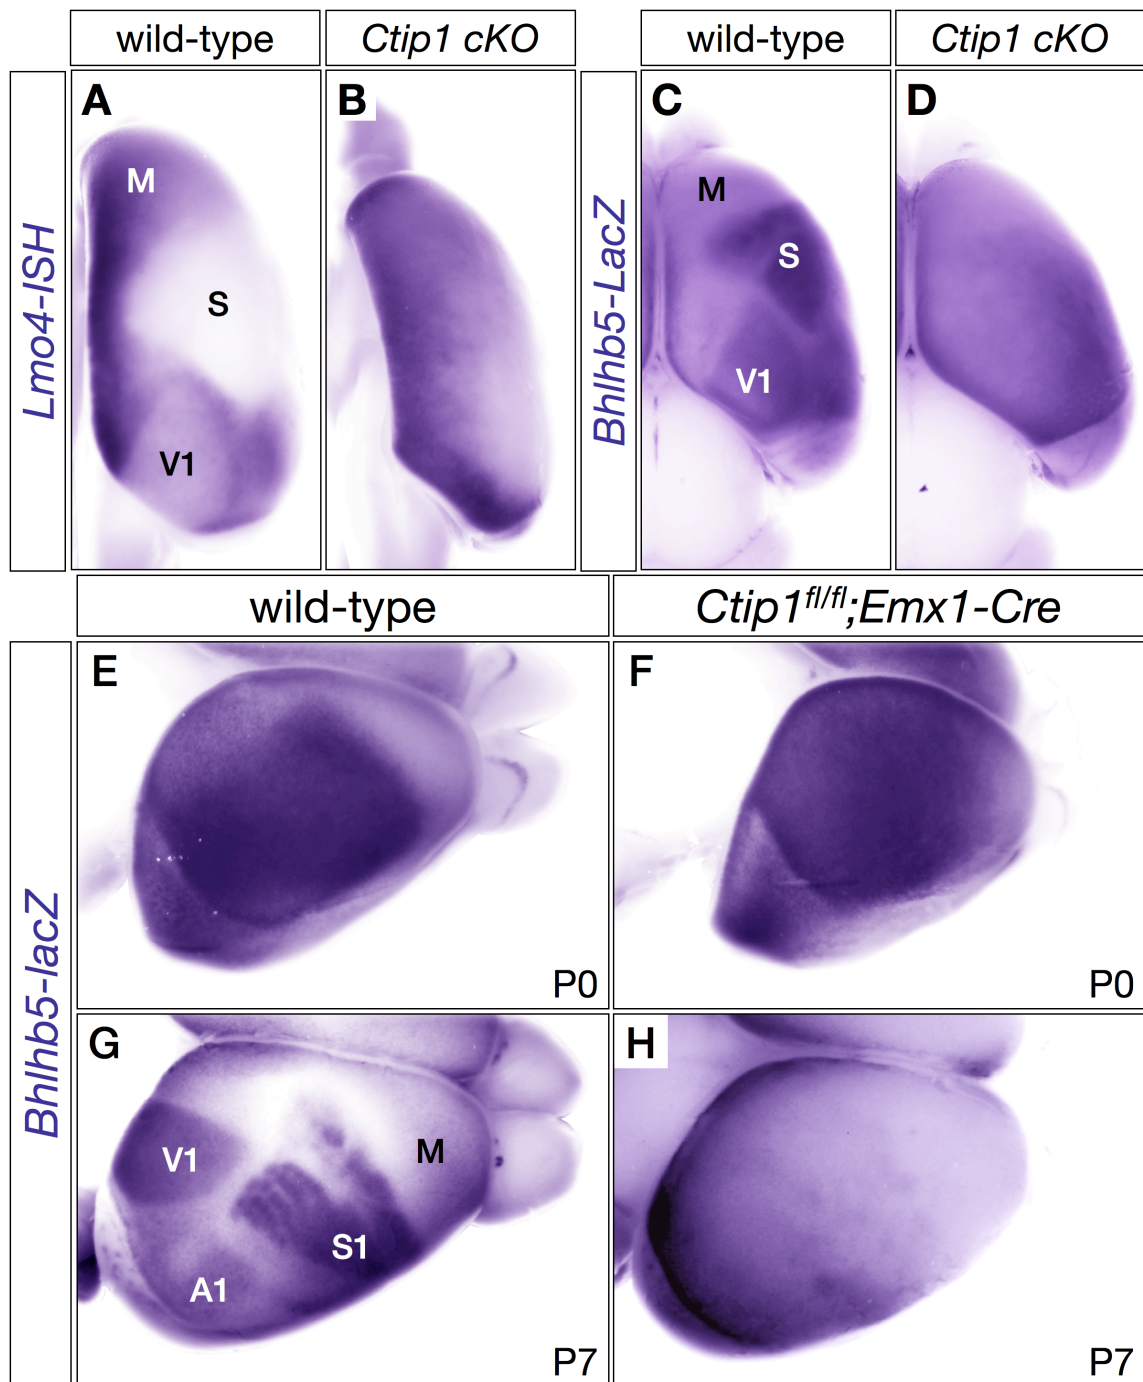 wild-type
Ctip1 cKO
wild-type
Ctip1 cKO
Lmo4-ISH
A
M
S
V1
B
Bhlhb5-LacZ
C
M
S
V1
D
wild-type
Ctip1fl/fl;Emx1-Cre
Bhlhb5-lacZ
E
P0
F
P0
G
V1
M
S1
A1
P7
H
P7